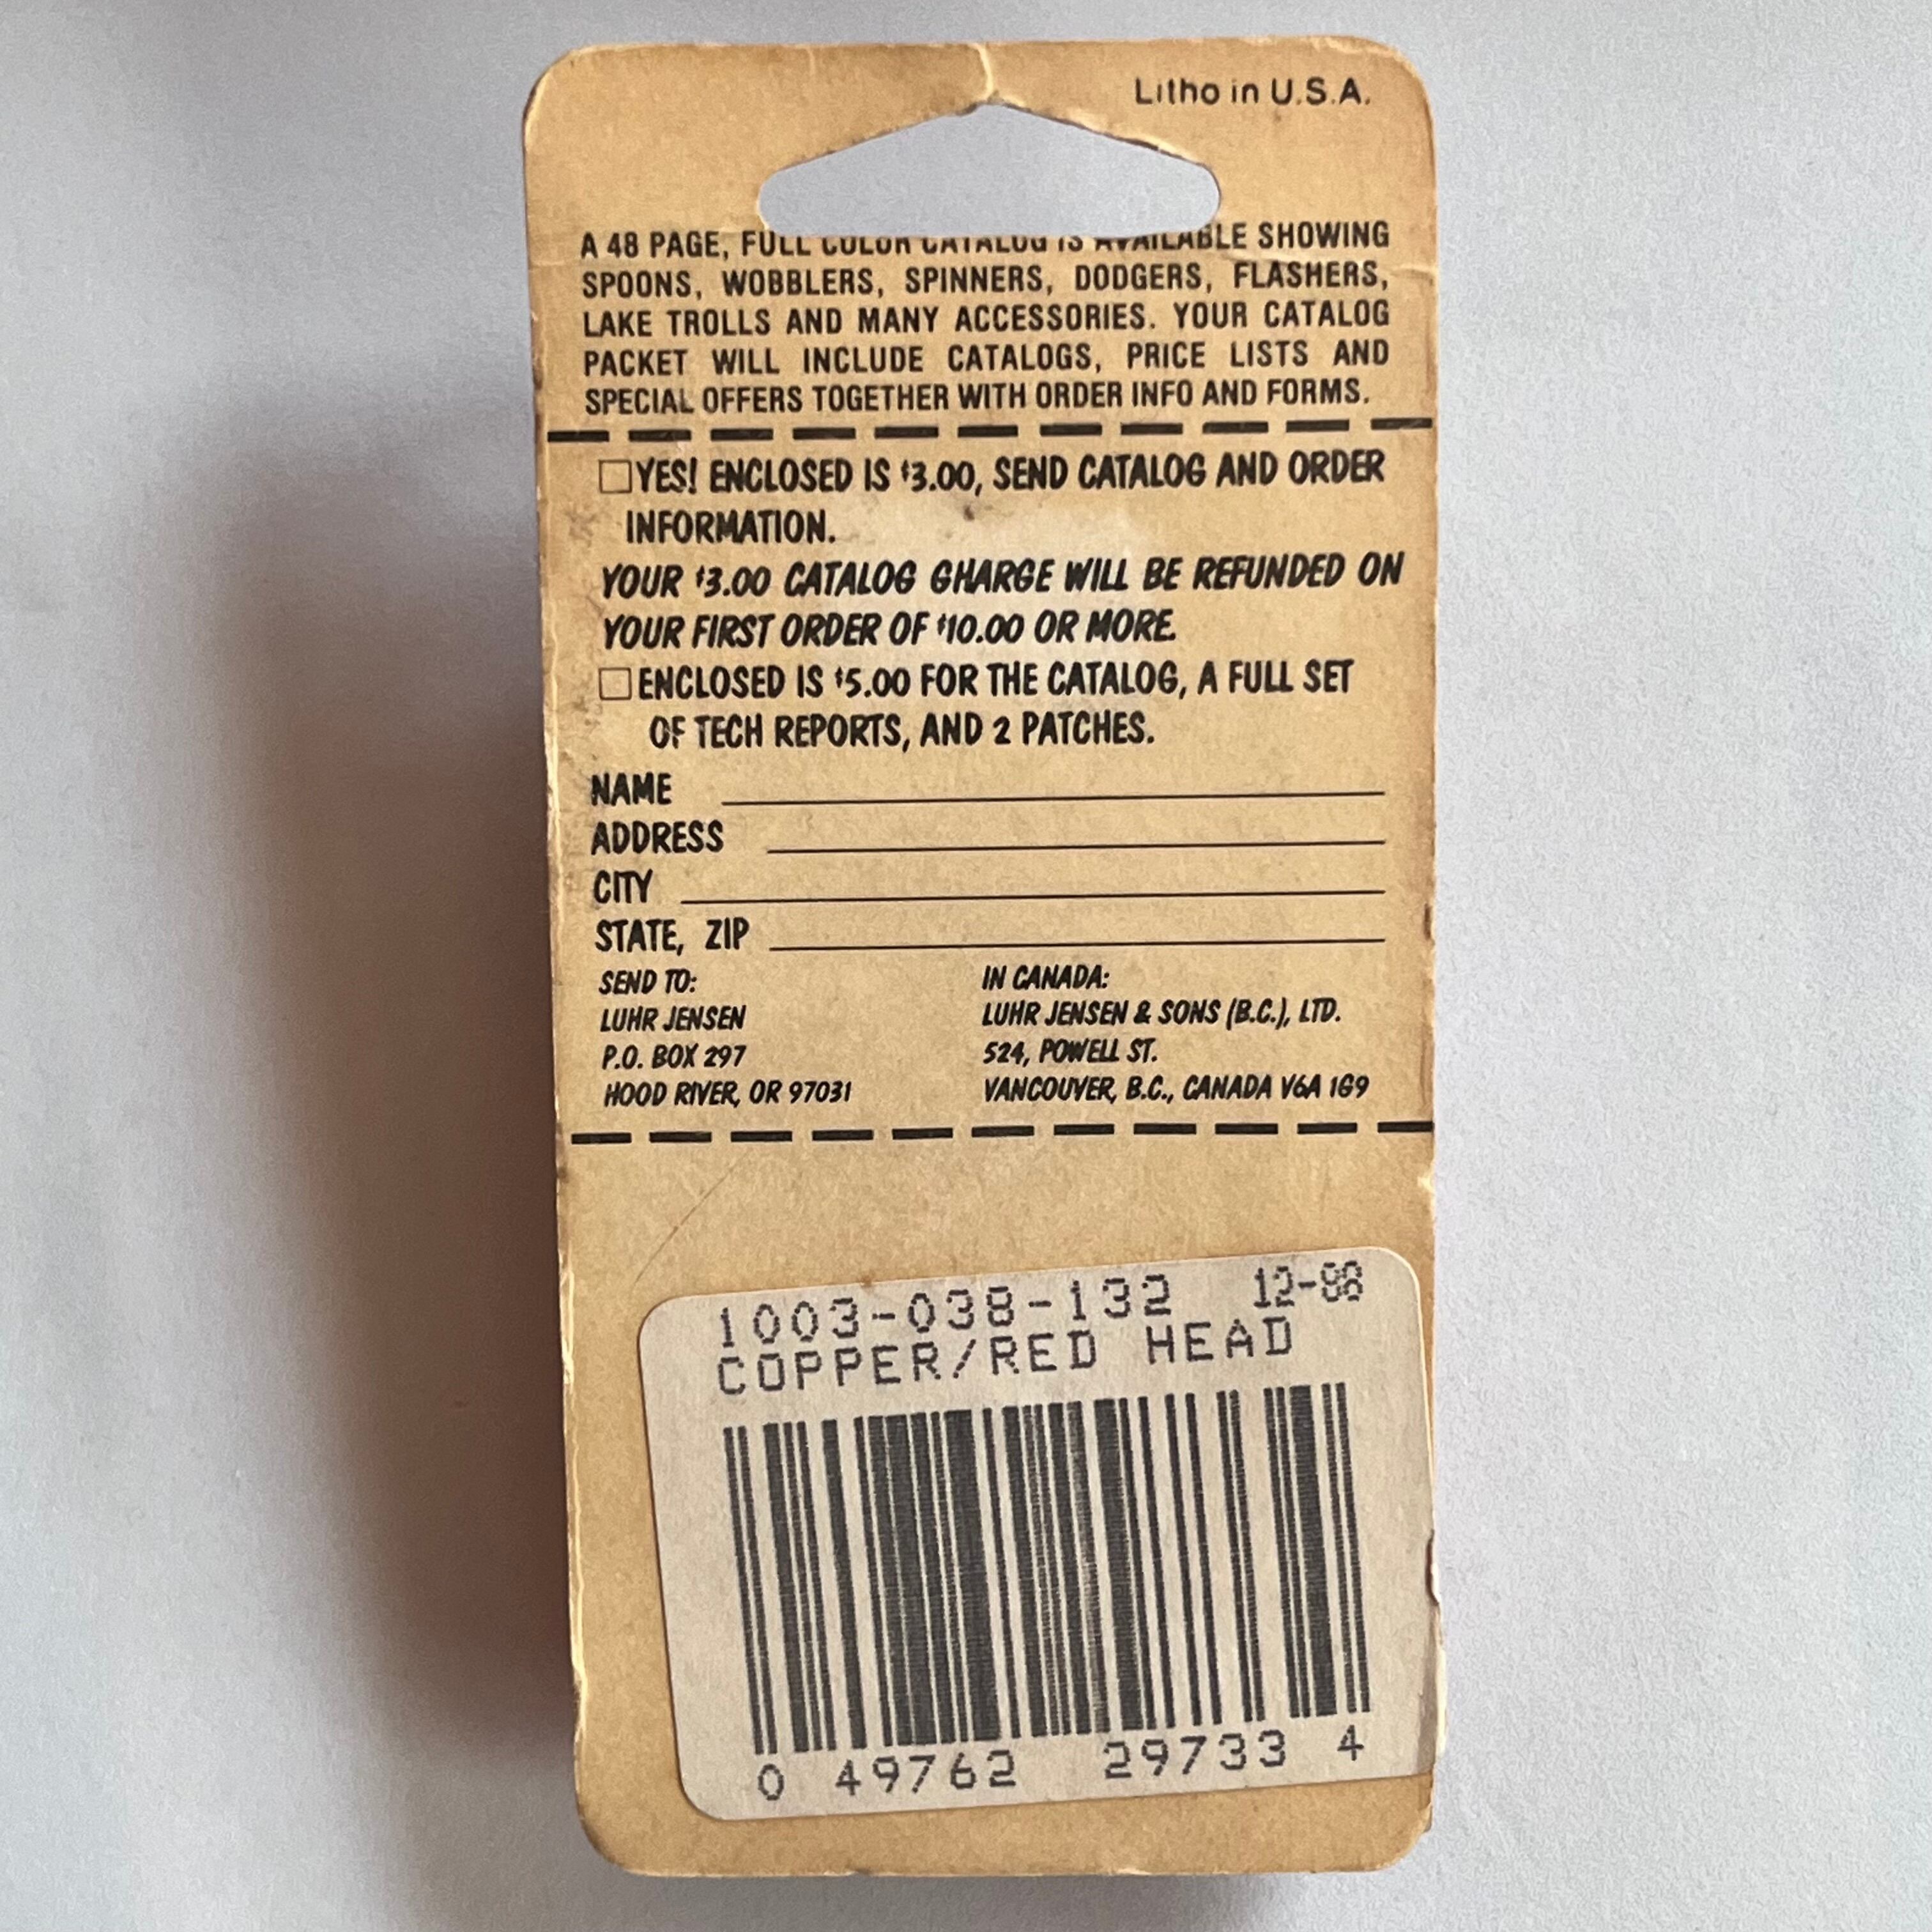 Litho in U.S.A.
A 48 PAGE, FULL COLOR CATALOG IS AVAILABLE SHOWING
SPOONS, WOBBLERS, SPINNERS, DODGERS, FLASHERS,
LAKE TROLLS AND MANY ACCESSORIES. YOUR CATALOG
PACKET WILL INCLUDE CATALOGS, PRICE LISTS AND
SPECIAL OFFERS TOGETHER WITH ORDER INFO AND FORMS.
YES! ENCLOSED IS $3.00, SEND CATALOG AND ORDER
INFORMATION.
YOUR $3.00 CATALOG GHARGE WILL BE REFUNDED ON
YOUR FIRST ORDER OF $10.00 OR MORE.
ENCLOSED IS $5.00 FOR THE CATALOG, A FULL SET
OF TECH REPORTS, AND 2 PATCHES.
NAME
ADDRESS
CITY
STATE, ZIP
SEND TO:
LUHR JENSEN
P.O. BOX 297
HOOD RIVER, OR 97031
IN CANADA:
LUHR JENSEN & SONS (B.C.), LTD.
524, POWELL ST.
VANCOUVER, B.C., CANADA V6A 1G9
1003-038-132 12-88
COPPER/RED HEAD
0 49762 29733 4